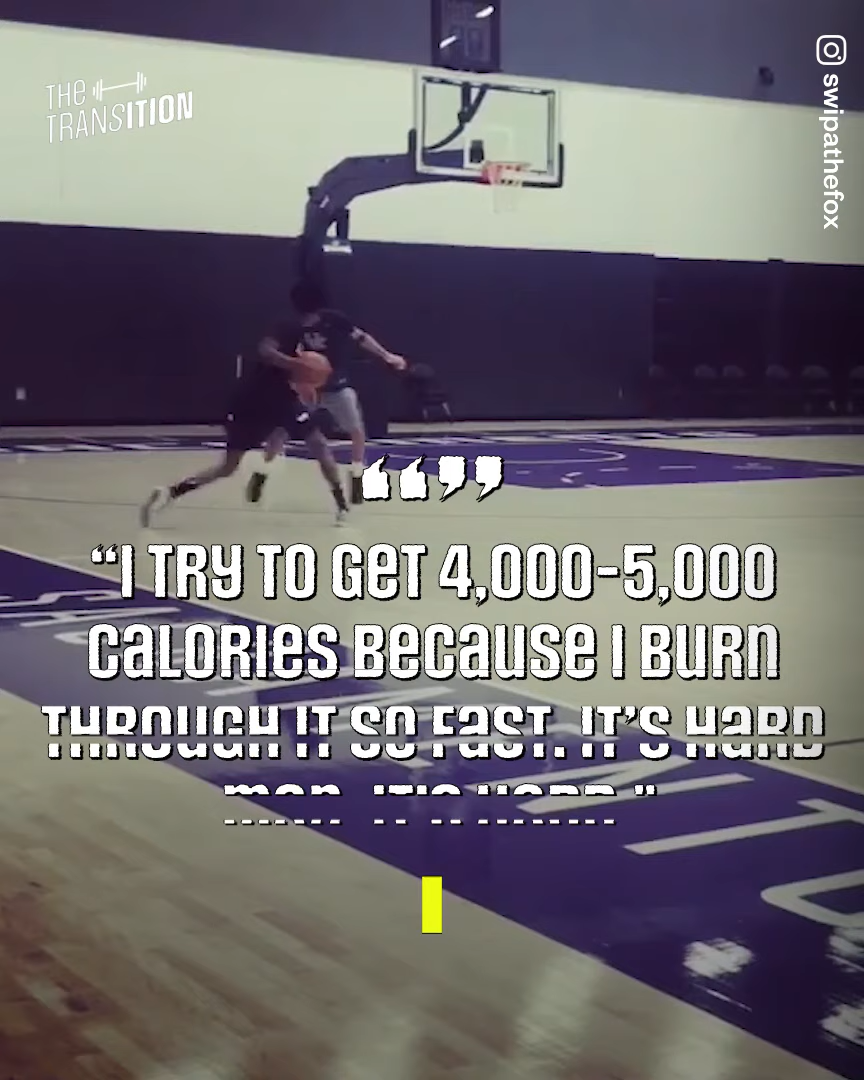 THE
TRANSITION
swipathefox
“I TRY TO GET 4,000-5,000
CALORIES BECAUSE I BURN
THROUGH IT SO FAST. IT’S HARD